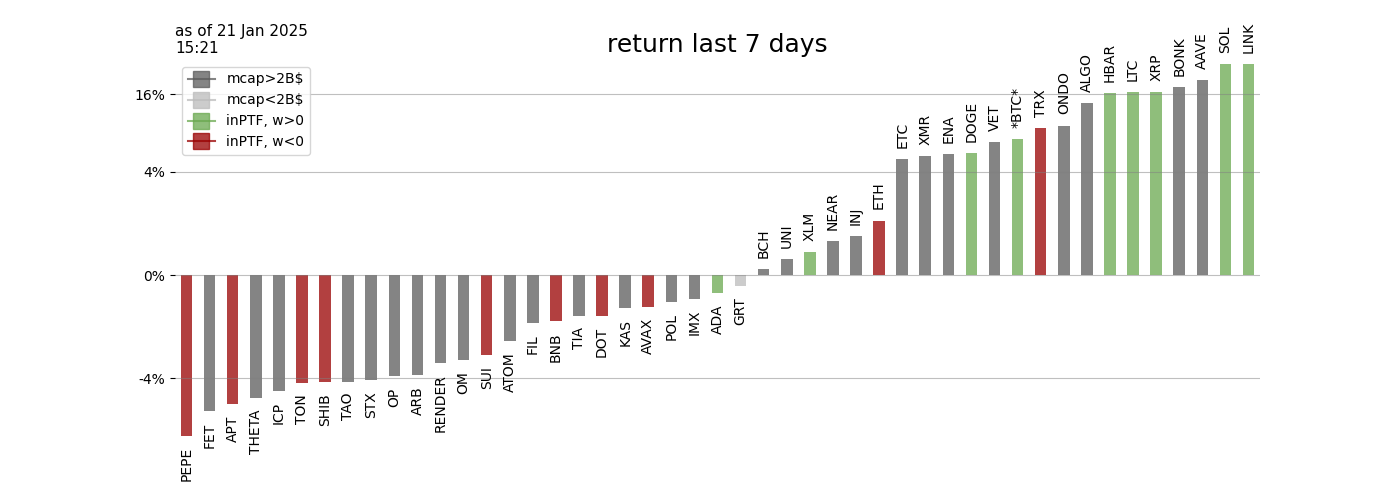 as of 21 Jan 2025
15:21
return last 7 days
mcap>2B$
mcap<2B$
inPTF, w>0
inPTF, w<0
16%
4%
0%
-4%
PEPE
FET
APT
THETA
ICP
TON
SHIB
TAO
STX
OP
ARB
RENDER
OM
SUI
ATOM
FIL
BNB
TIA
DOT
KAS
AVAX
POL
IMX
ADA
GRT
BCH
UNI
XLM
NEAR
INJ
ETH
ETC
XMR
ENA
DOGE
VET
*BTC*
TRX
ONDO
ALGO
HBAR
LTC
XRP
BONK
AAVE
SOL
LINK